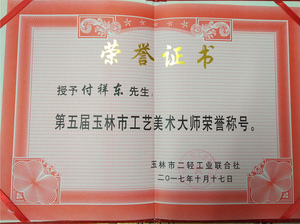 荣誉证书
授予付祥东先生
第五届玉林市工艺美术大师荣誉称号。
玉林市二轻工业联合社
二〇一七年十月十七日